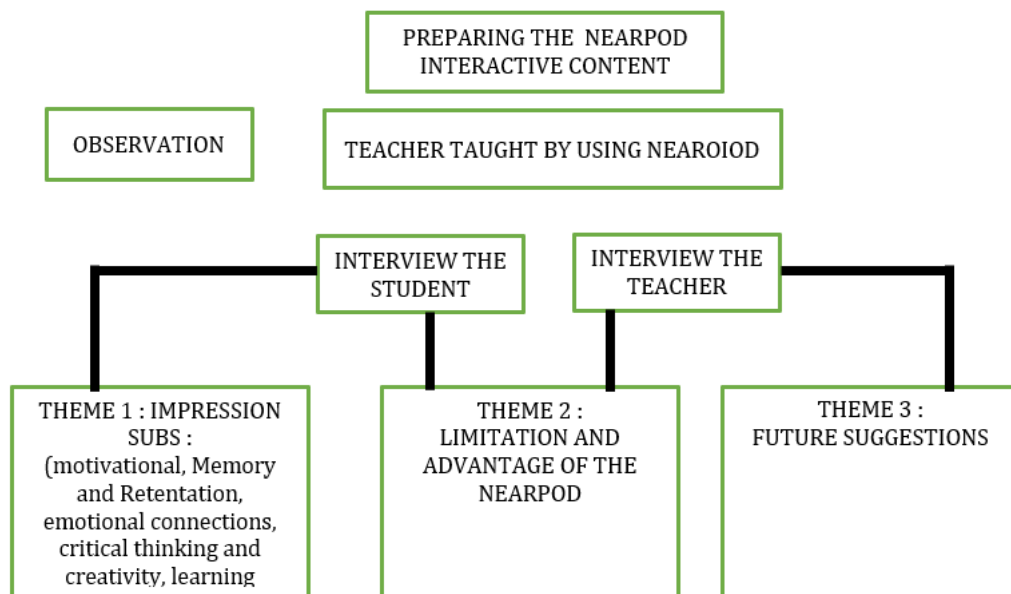 PREPARING THE NEARPOD
INTERACTIVE CONTENT
OBSERVATION
TEACHER TAUGHT BY USING NEAROIOD
INTERVIEW THE
STUDENT
INTERVIEW THE
TEACHER
THEME 1 : IMPRESSION
SUBS :
(motivational, Memory
and Retentation,
emotional connections,
critical thinking and
creativity, learning
THEME 2 :
LIMITATION AND
ADVANTAGE OF THE
NEARPOD
THEME 3 :
FUTURE SUGGESTIONS